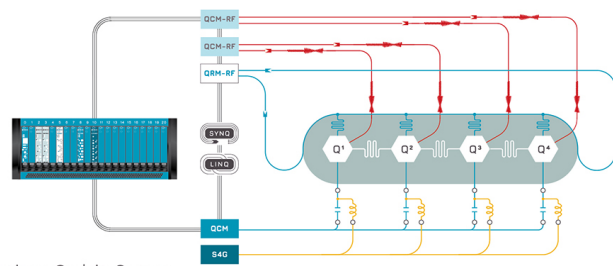 QCM-RF
QCM-RF
QRM-RF
SYNQ
LINQ
Q¹
Q²
Q³
Q⁴
QCM
S4G